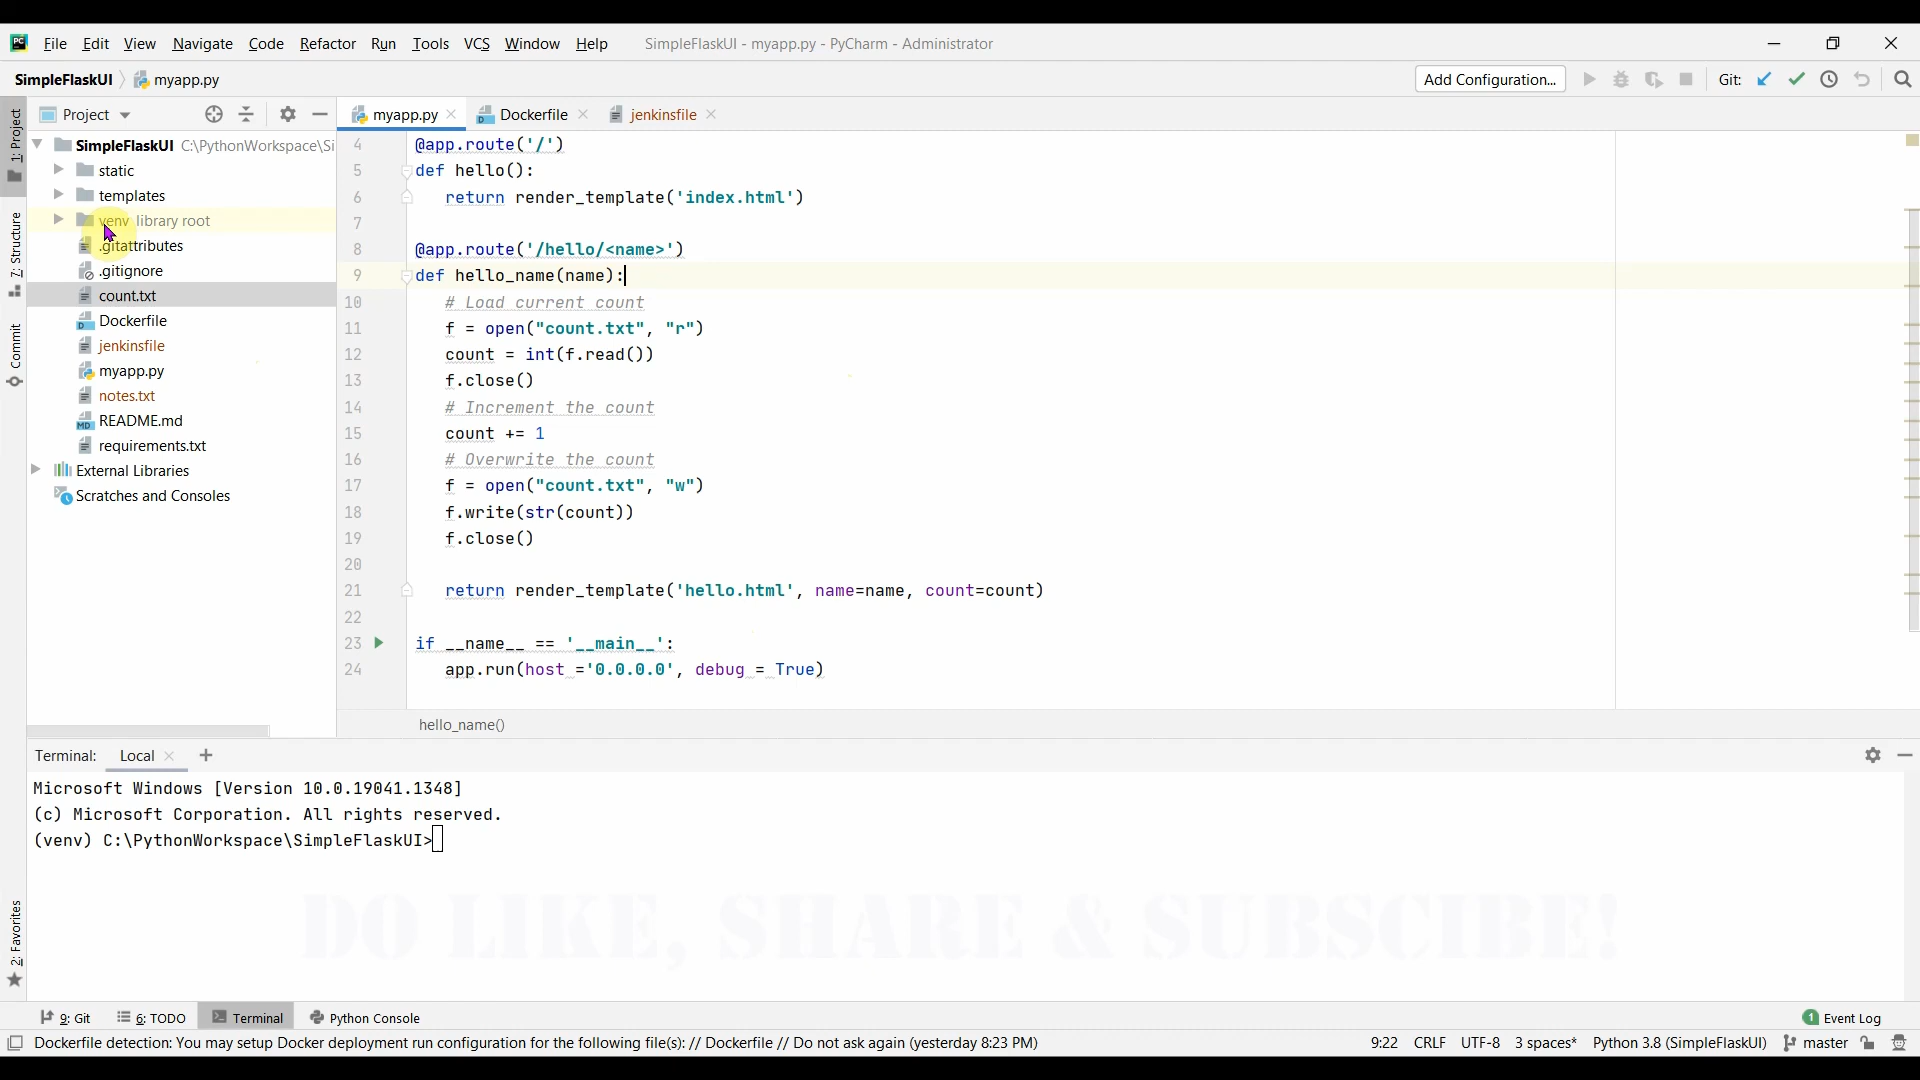 File Edit View Navigate Code Refactor Run Tools VCS Window Help SimpleFlaskUI - myapp.py - PyCharm - Administrator
SimpleFlaskUI myapp.py Add Configuration... Git:
Project
myapp.py Dockerfile jenkinsfile
1: Project
7: Structure
Commit
2: Favorites
SimpleFlaskUI C:\PythonWorkspace\Si
static
templates
venv library root
.gitattributes
.gitignore
count.txt
Dockerfile
jenkinsfile
myapp.py
notes.txt
README.md
requirements.txt
External Libraries
Scratches and Consoles
4 @app.route('/')
5 def hello():
6 return render_template('index.html')
7
8 @app.route('/hello/<name>')
9 def hello_name(name):
10 # Load current count
11 f = open("count.txt", "r")
12 count = int(f.read())
13 f.close()
14 # Increment the count
15 count += 1
16 # Overwrite the count
17 f = open("count.txt", "w")
18 f.write(str(count))
19 f.close()
20
21 return render_template('hello.html', name=name, count=count)
22
23 if __name__ == '__main__':
24 app.run(host ='0.0.0.0', debug = True)
hello_name()
Terminal: Local
Microsoft Windows [Version 10.0.19041.1348]
(c) Microsoft Corporation. All rights reserved.
(venv) C:\PythonWorkspace\SimpleFlaskUI>
DO LIKE, SHARE & SUBSCIBE!
9: Git 6: TODO Terminal Python Console 1 Event Log
Dockerfile detection: You may setup Docker deployment run configuration for the following file(s): // Dockerfile // Do not ask again (yesterday 8:23 PM) 9:22 CRLF UTF-8 3 spaces* Python 3.8 (SimpleFlaskUI) master